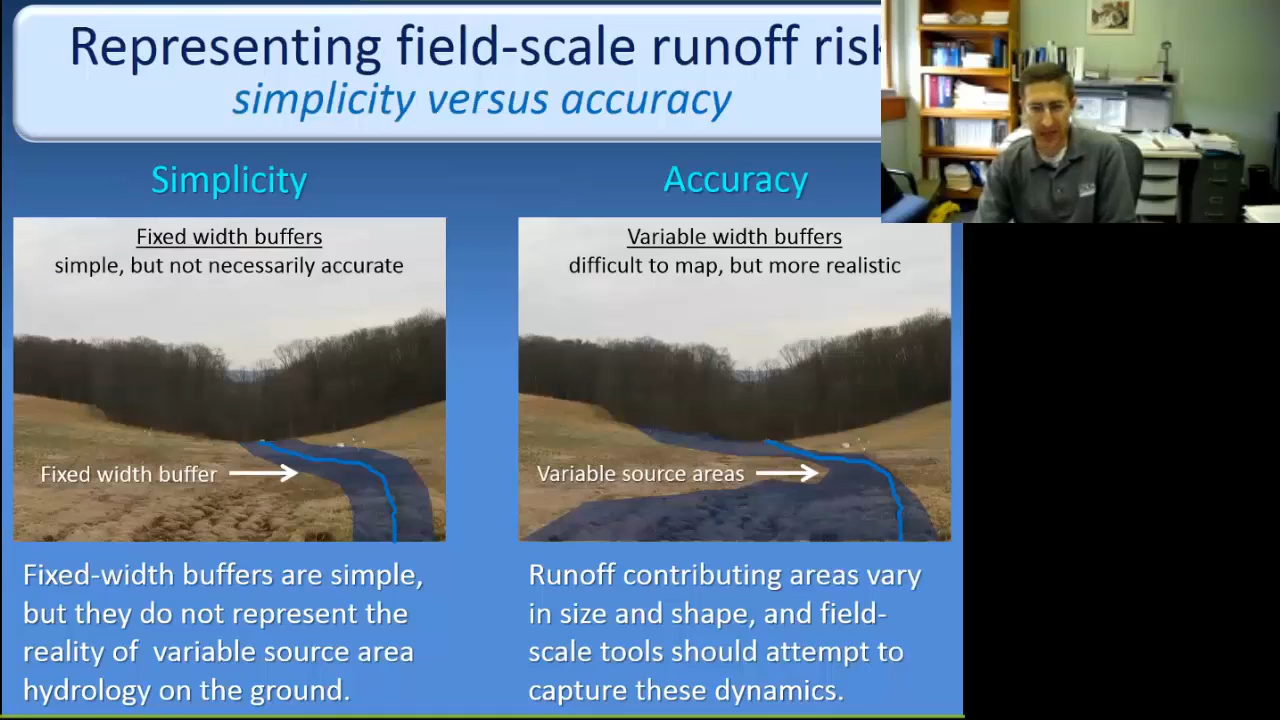 Representing field-scale runoff risk
simplicity versus accuracy
Simplicity
Accuracy
Fixed width buffers
simple, but not necessarily accurate
Fixed width buffer
Variable width buffers
difficult to map, but more realistic
Variable source areas
Fixed-width buffers are simple,
but they do not represent the
reality of variable source area
hydrology on the ground.
Runoff contributing areas vary
in size and shape, and field-
scale tools should attempt to
capture these dynamics.